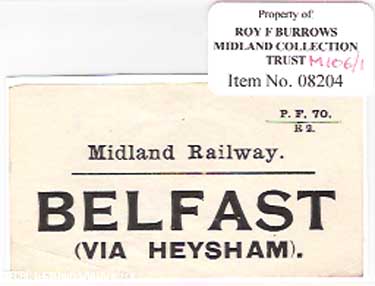 Property of
ROY F BURROWS
MIDLAND COLLECTION
TRUST M106/1
Item No. 08204
P. F. 70.
R 2.
Midland Railway.
BELFAST
(VIA HEYSHAM).